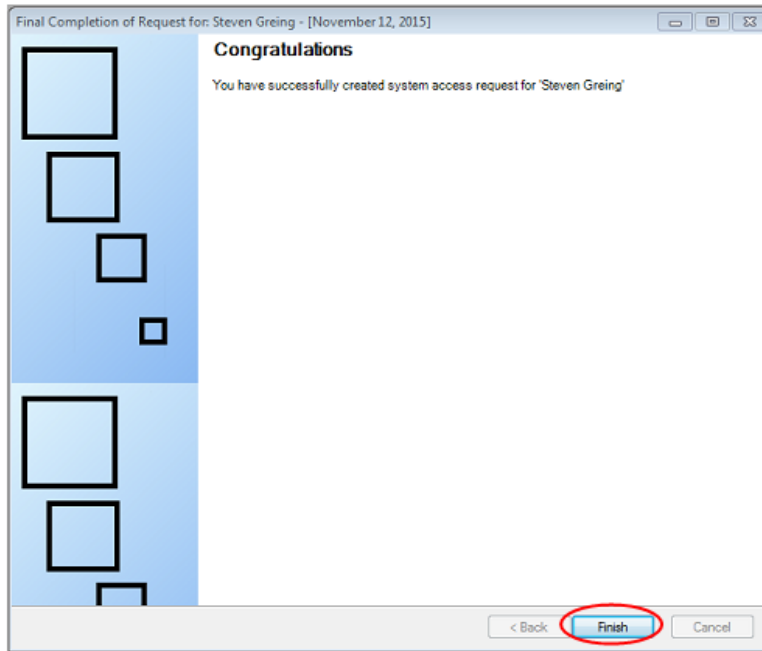 Final Completion of Request for: Steven Greing - [November 12, 2015]
Congratulations
You have successfully created system access request for 'Steven Greing'
< Back Finish Cancel